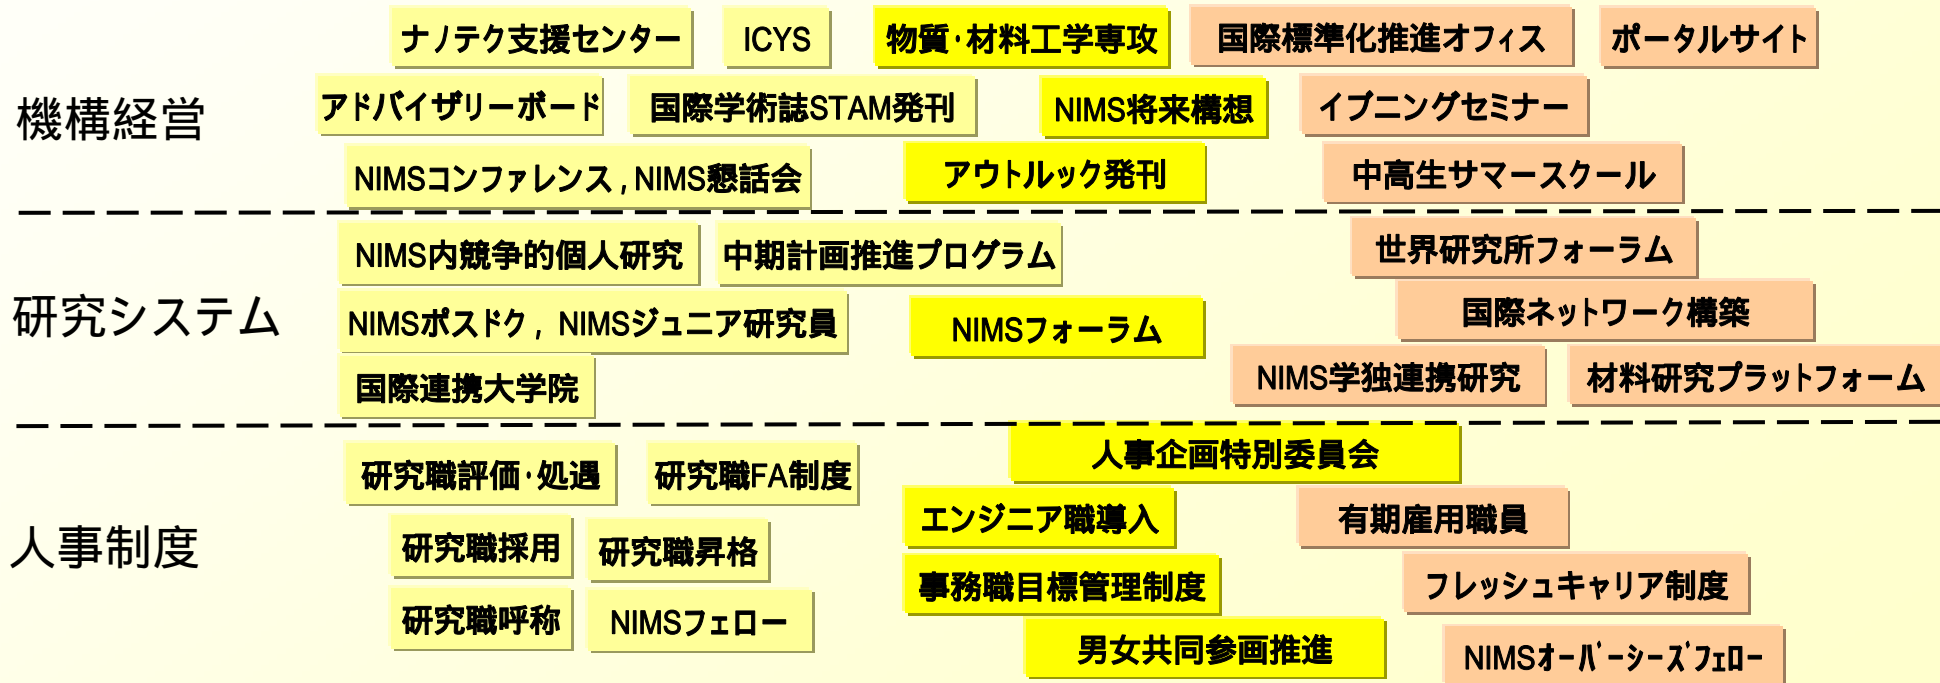 ナノテク支援センター
ICYS
物質・材料工学専攻
国際標準化推進オフィス
ポータルサイト
機構経営
アドバイザリーボード
国際学術誌STAM発刊
NIMS将来構想
イブニングセミナー
NIMSコンファレンス, NIMS懇話会
アウトルック発刊
中高生サマースクール
研究システム
NIMS内競争的個人研究
中期計画推進プログラム
世界研究所フォーラム
国際ネットワーク構築
NIMSポスドク, NIMSジュニア研究員
NIMSフォーラム
国際連携大学院
NIMS学独連携研究
材料研究プラットフォーム
人事制度
研究職評価・処遇
研究職FA制度
人事企画特別委員会
エンジニア職導入
有期雇用職員
研究職採用
研究職昇格
事務職目標管理制度
フレッシュキャリア制度
研究職呼称
NIMSフェロー
男女共同参画推進
NIMSオーバーシーズフェロー